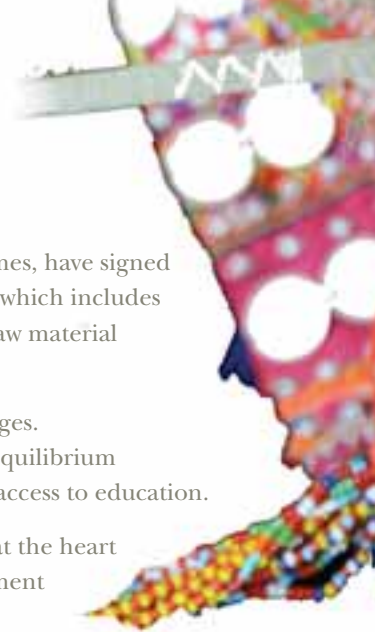 nes, have signed
which includes
aw material
ges.
quilibrium
access to education.
at the heart
ment